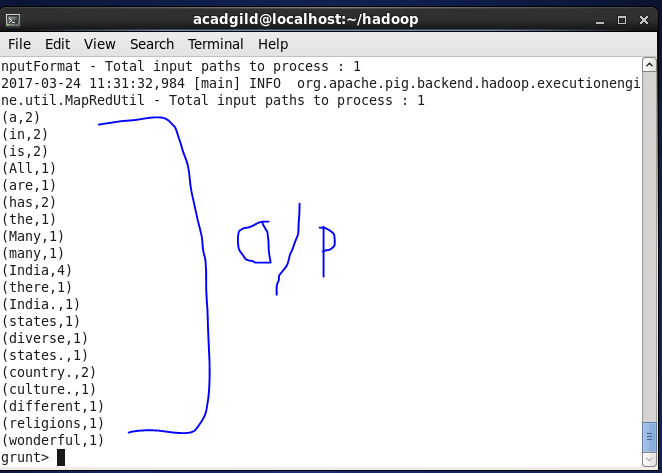 acadgild@localhost:~/hadoop
File Edit View Search Terminal Help
nputFormat - Total input paths to process : 1
2017-03-24 11:31:32,984 [main] INFO  org.apache.pig.backend.hadoop.executionengi
ne.util.MapRedUtil - Total input paths to process : 1
(a,2)
(in,2)
(is,2)
(All,1)
(are,1)
(has,2)
(the,1)
(Many,1)
(many,1)
(India,4)
(there,1)
(India.,1)
(states,1)
(diverse,1)
(states.,1)
(country.,2)
(culture.,1)
(different,1)
(religions,1)
(wonderful,1)
grunt>
O/P